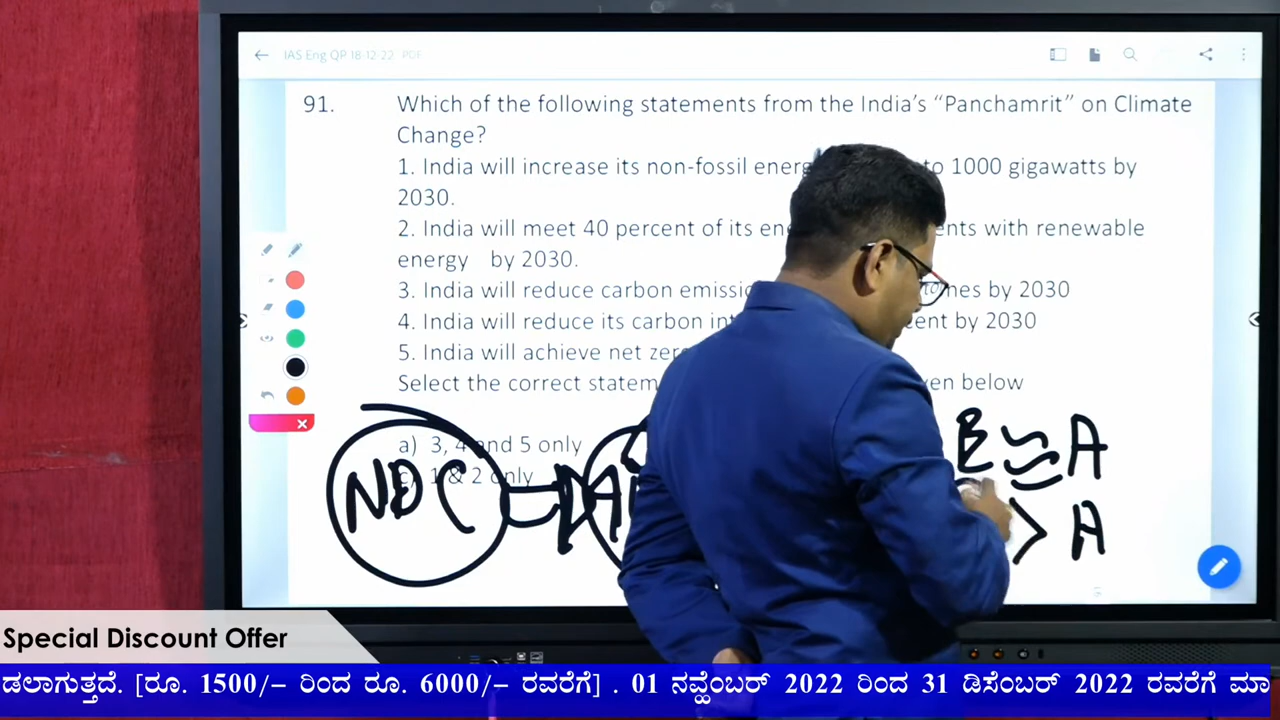 IAS Eng QP 18-12-22 PDF
91. Which of the following statements from the India's "Panchamrit" on Climate
Change?
1. India will increase its non-fossil energ to 1000 gigawatts by
2030.
2. India will meet 40 percent of its en ents with renewable
energy by 2030.
3. India will reduce carbon emissio nes by 2030
4. India will reduce its carbon in cent by 2030
5. India will achieve net zer
Select the correct statem ven below
a) 3, 4 and 5 only
c) 1 & 2 only
NDC
E ≅ A
> A
Special Discount Offer
ಡಲಾಗುತ್ತದೆ. [ರೂ. 1500/- ರಿಂದ ರೂ. 6000/- ರವರೆಗೆ] . 01 ನವ್ಹೆಂಬರ್ 2022 ರಿಂದ 31 ಡಿಸೆಂಬರ್ 2022 ರವರೆಗೆ ಮಾ